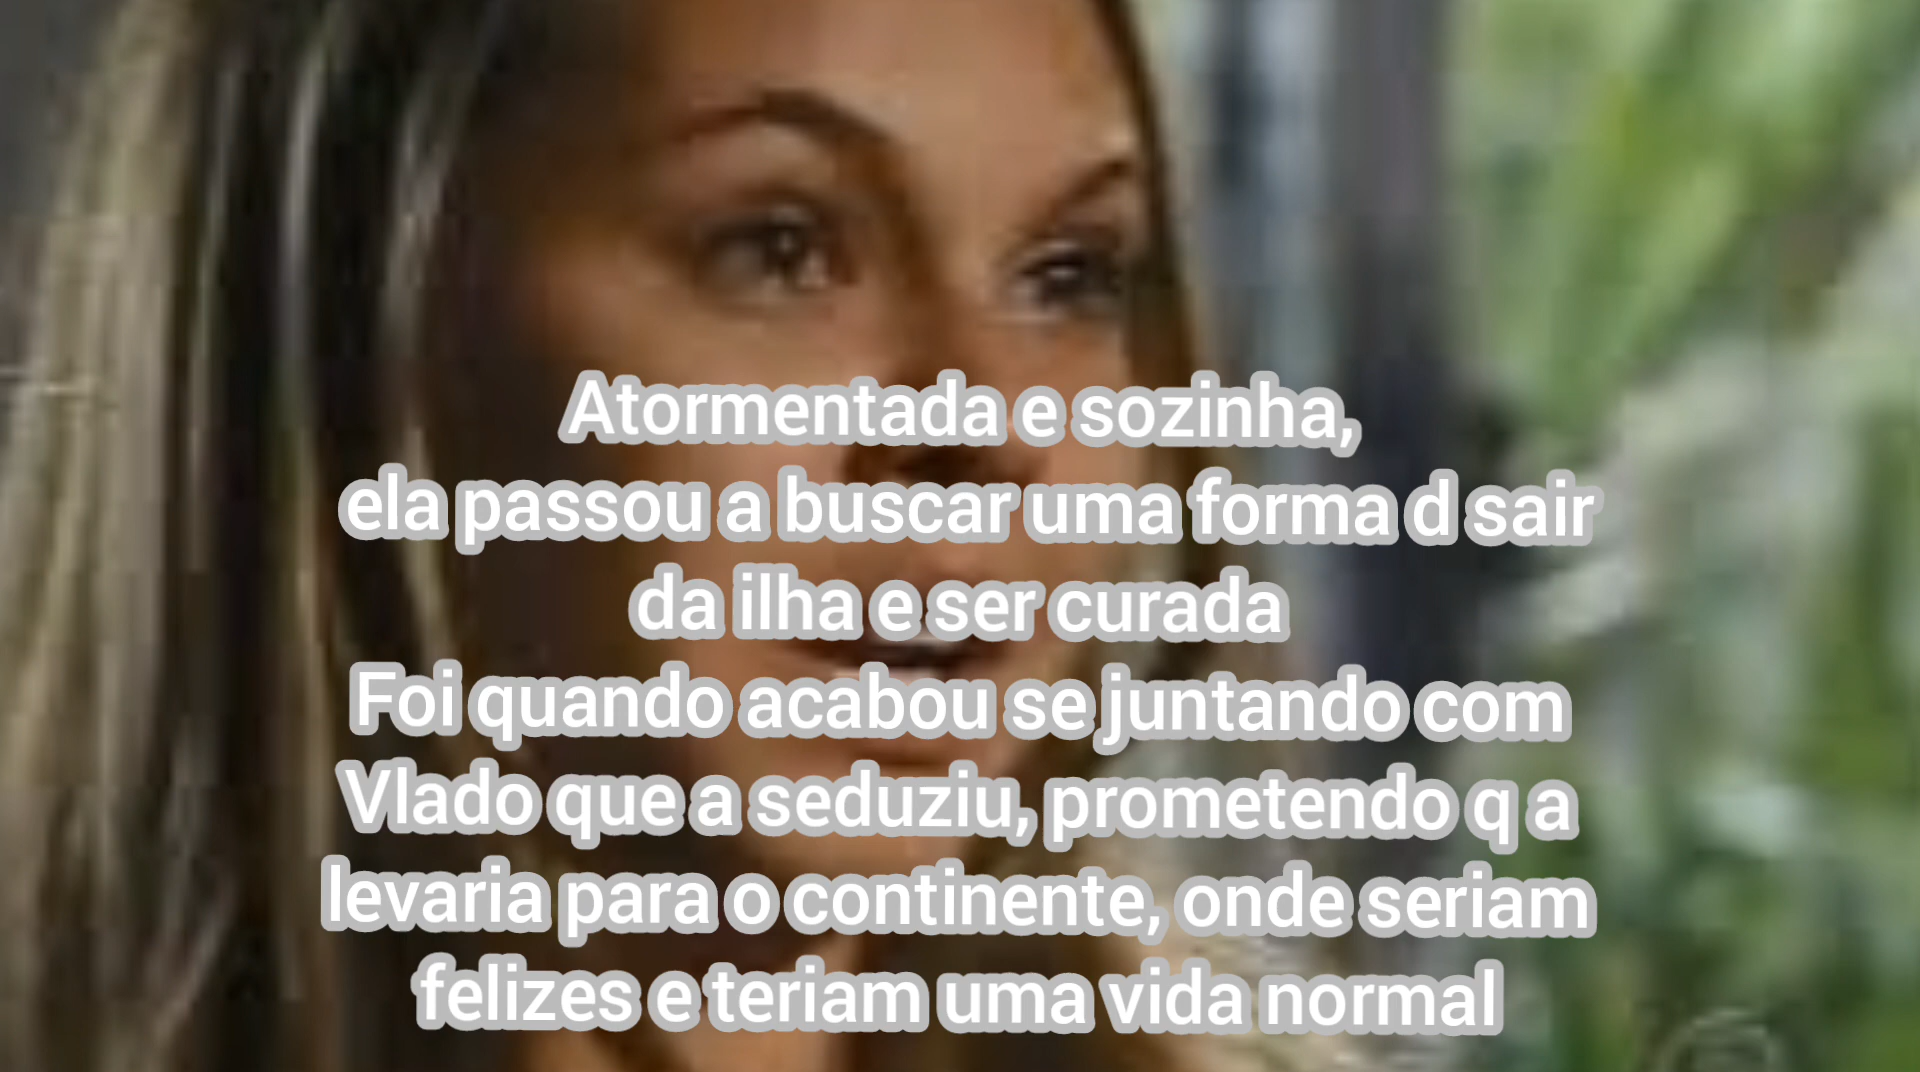 Atormentada e sozinha,
ela passou a buscar uma forma d sair
da ilha e ser curada
Foi quando acabou se juntando com
Vlado que a seduziu, prometendo q a
levaria para o continente, onde seriam
felizes e teriam uma vida normal